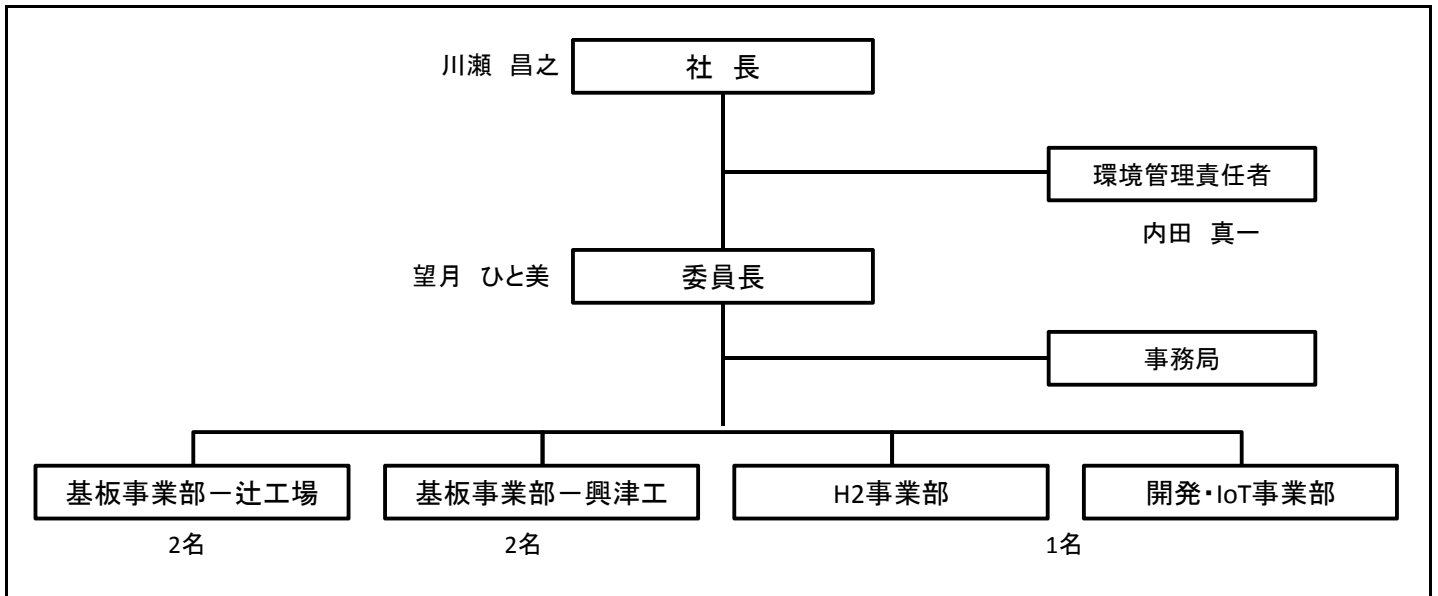 川瀬 昌之
社 長
環境管理責任者
内田 真一
望月 ひと美
委員長
事務局
基板事業部－辻工場
基板事業部－興津工
H2事業部
開発・IoT事業部
2名
2名
1名